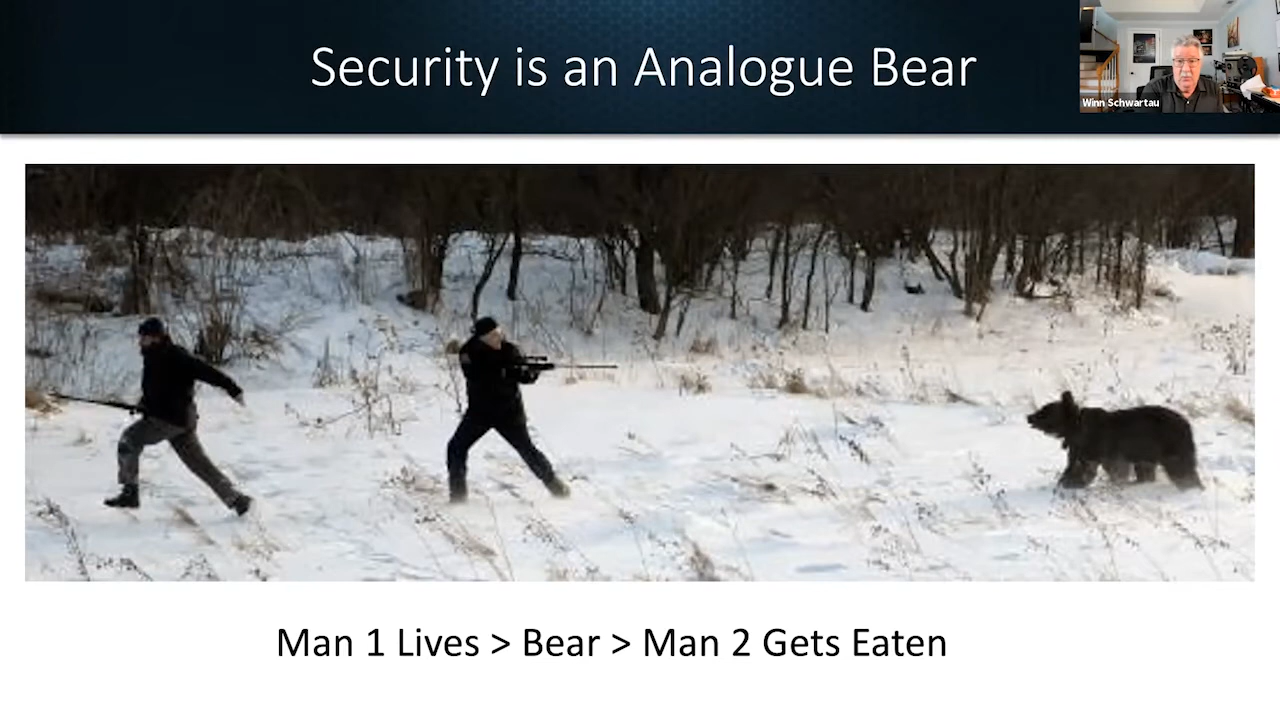 Security is an Analogue Bear
Winn Schwartau
Man 1 Lives > Bear > Man 2 Gets Eaten